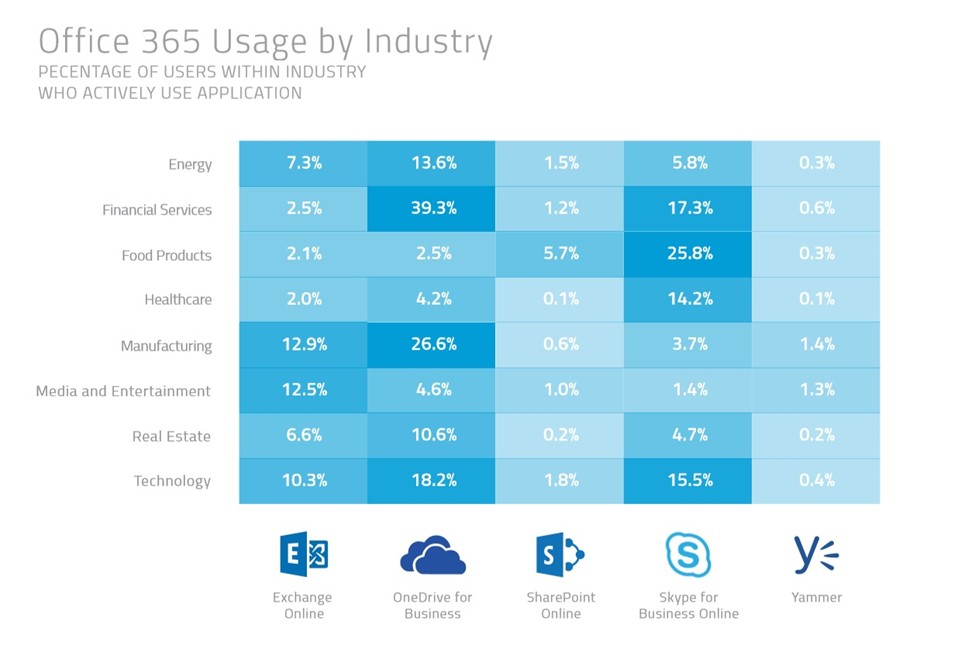 Office 365 Usage by Industry
PECENTAGE OF USERS WITHIN INDUSTRY
WHO ACTIVELY USE APPLICATION
Energy 7.3% 13.6% 1.5% 5.8% 0.3%
Financial Services 2.5% 39.3% 1.2% 17.3% 0.6%
Food Products 2.1% 2.5% 5.7% 25.8% 0.3%
Healthcare 2.0% 4.2% 0.1% 14.2% 0.1%
Manufacturing 12.9% 26.6% 0.6% 3.7% 1.4%
Media and Entertainment 12.5% 4.6% 1.0% 1.4% 1.3%
Real Estate 6.6% 10.6% 0.2% 4.7% 0.2%
Technology 10.3% 18.2% 1.8% 15.5% 0.4%
E S S y
Exchange OneDrive for SharePoint Skype for Yammer
Online Business Online Business Online